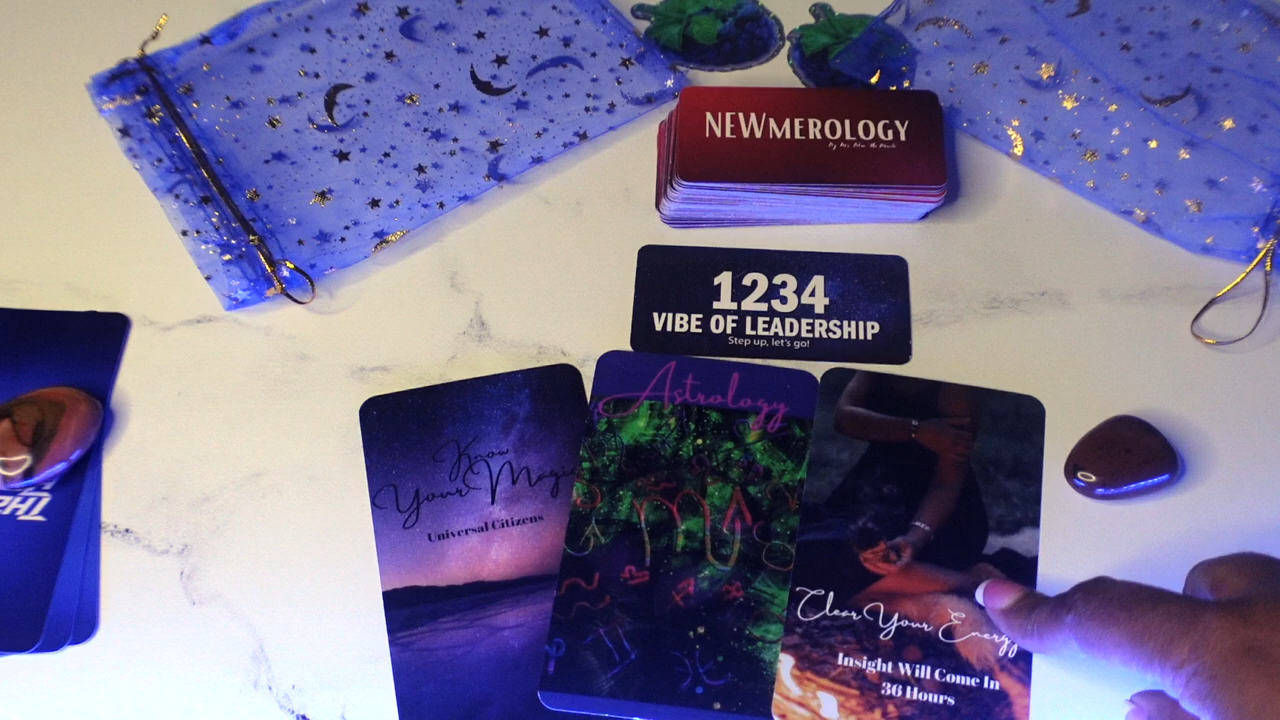 NEWMEROLOGY
1234
VIBE OF LEADERSHIP
Step up, let's go!
Know
Your Magic
Universal Citizens
Astrology
Clear Your Energy
Insight Will Come In
36 Hours